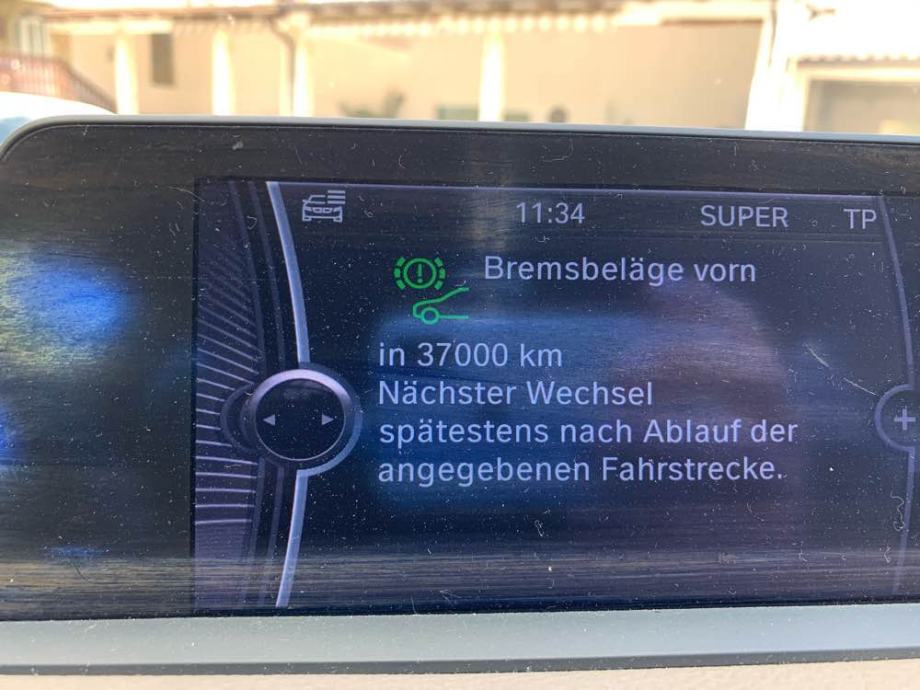 11:34 SUPER TP
Bremsbeläge vorn
in 37000 km
Nächster Wechsel
spätestens nach Ablauf der
angegebenen Fahrstrecke.